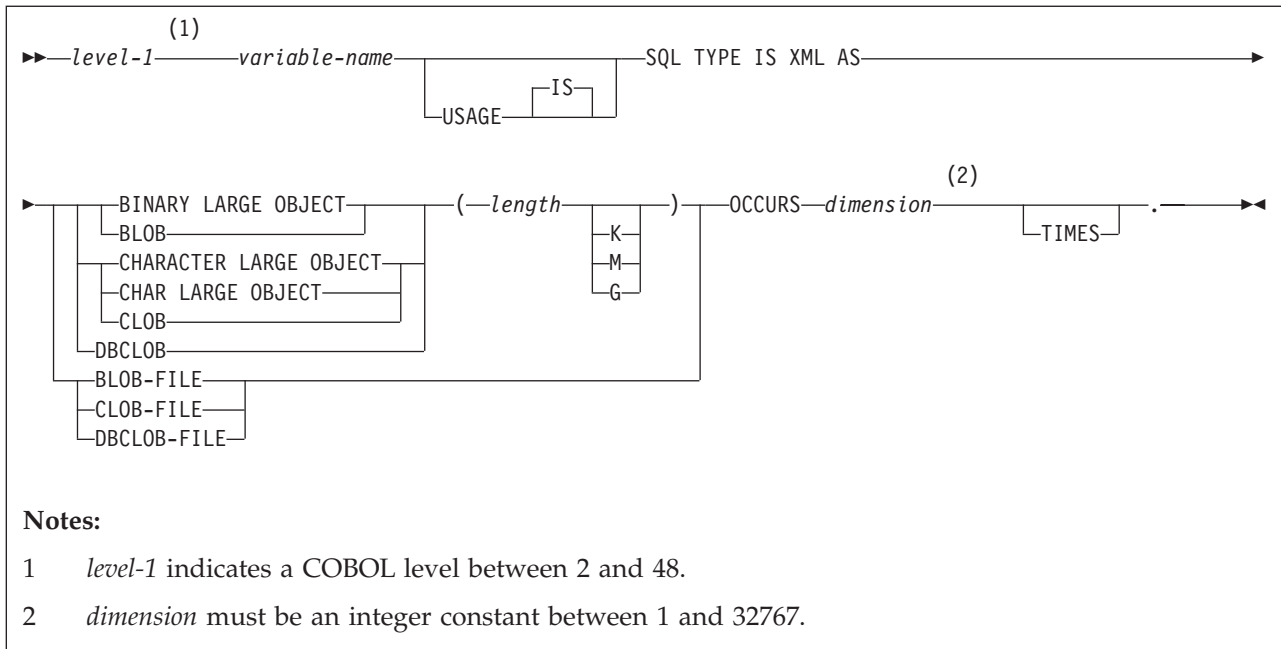 (1)
level-1 variable-name SQL TYPE IS XML AS
IS
USAGE
(2)
BINARY LARGE OBJECT ( length ) OCCURS dimension .
BLOB K TIMES
CHARACTER LARGE OBJECT M
CHAR LARGE OBJECT G
CLOB
DBCLOB
BLOB-FILE
CLOB-FILE
DBCLOB-FILE
Notes:
1 level-1 indicates a COBOL level between 2 and 48.
2 dimension must be an integer constant between 1 and 32767.